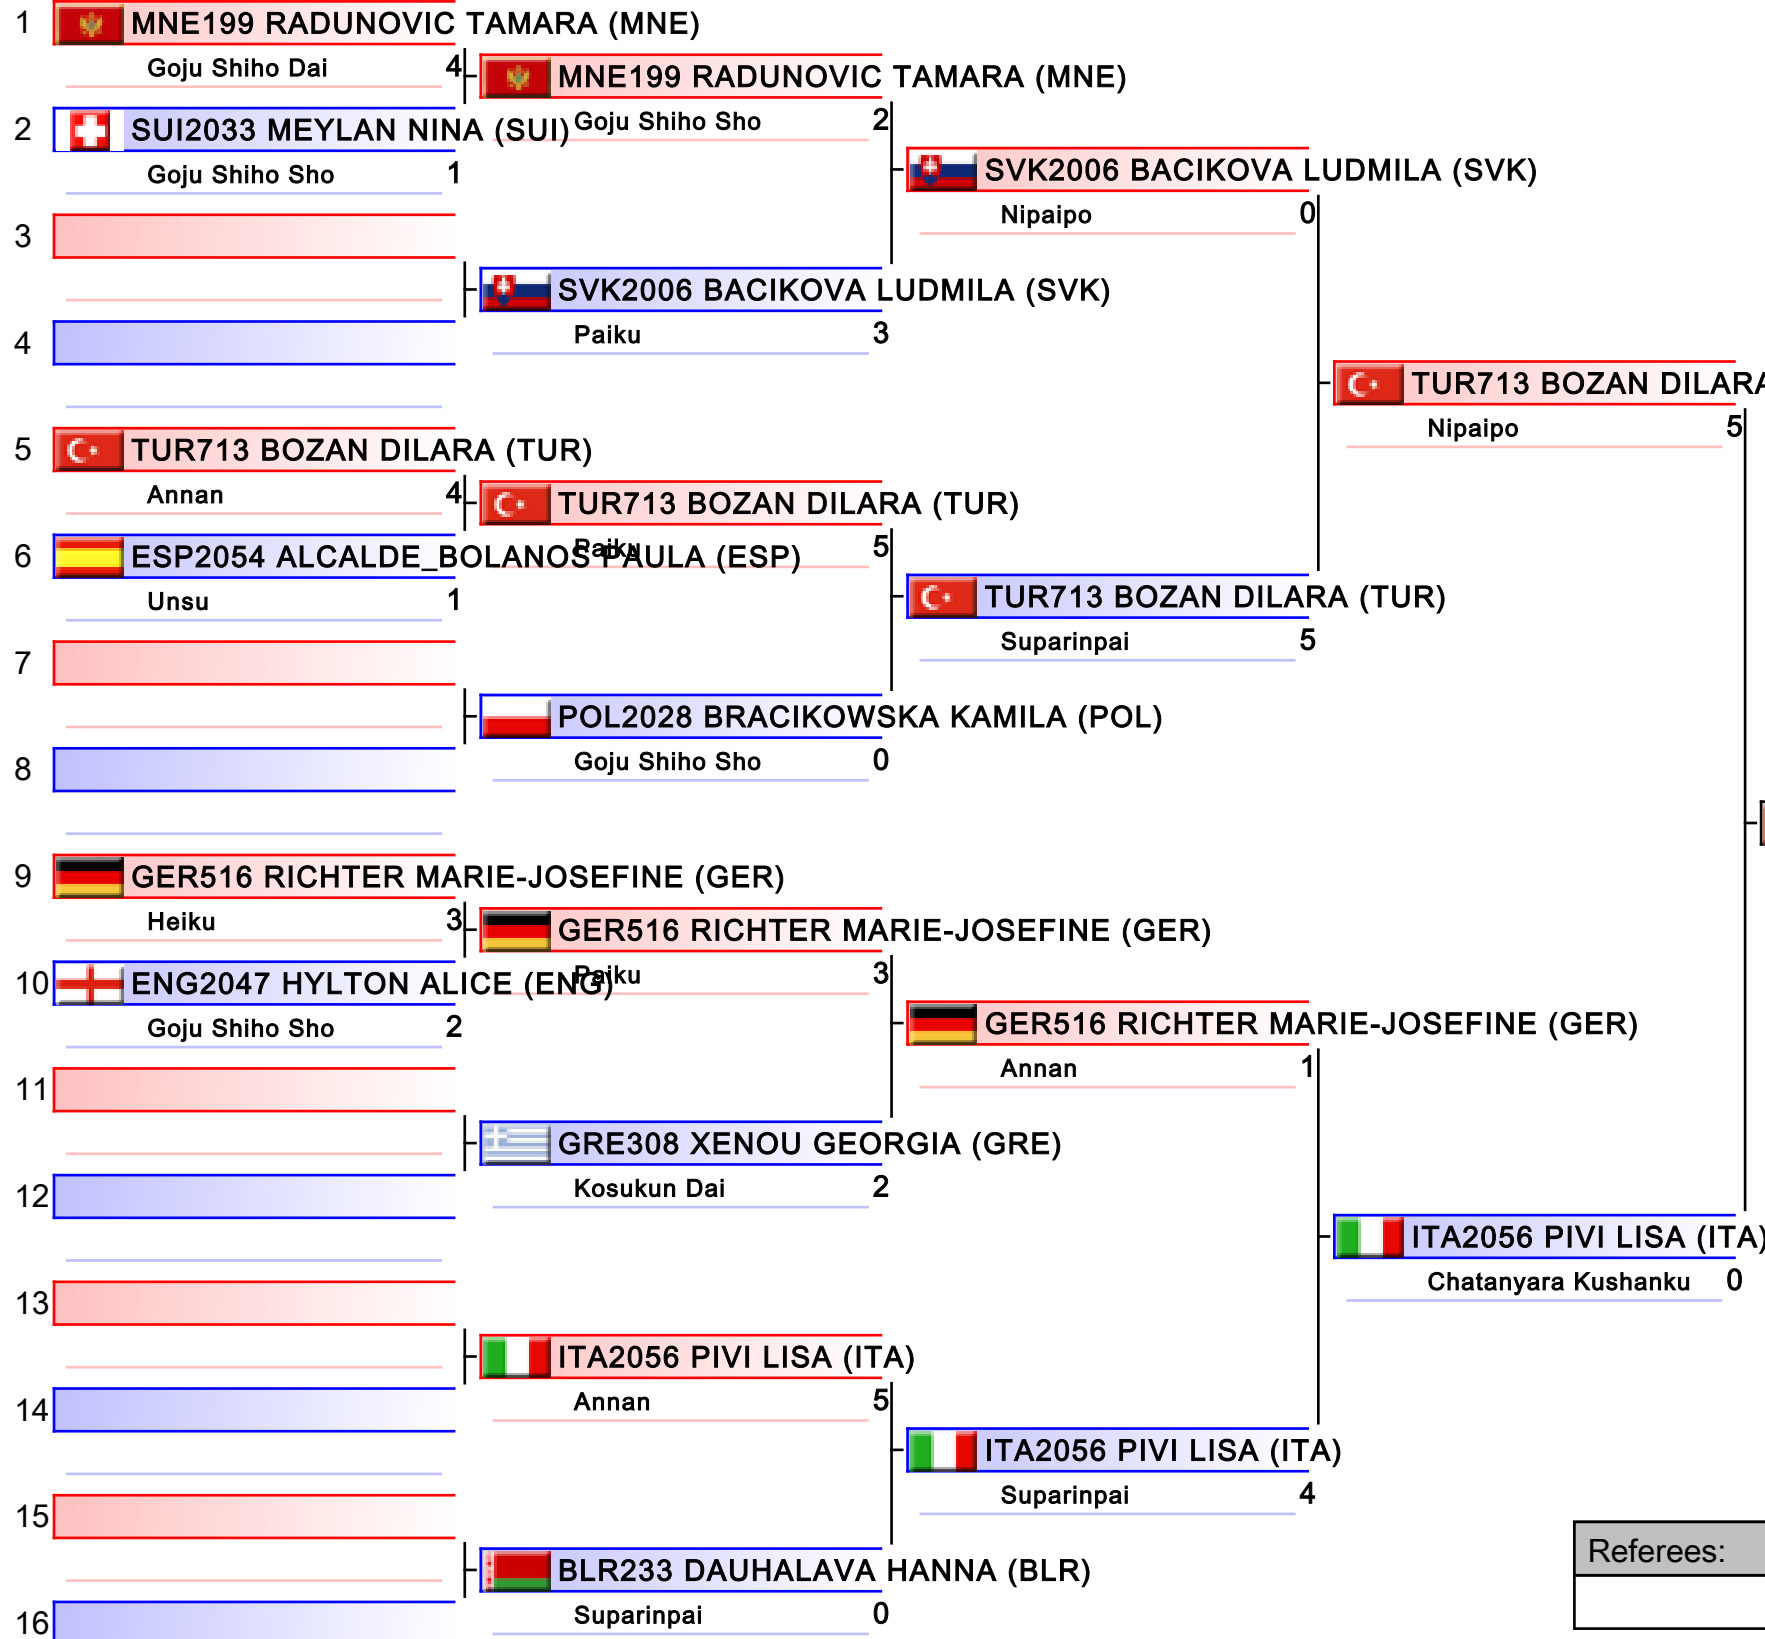 1 MNE199 RADUNOVIC TAMARA (MNE)
Goju Shiho Dai 4
MNE199 RADUNOVIC TAMARA (MNE)
Goju Shiho Sho 2
2 SUI2033 MEYLAN NINA (SUI)
Goju Shiho Sho 1
SVK2006 BACIKOVA LUDMILA (SVK)
Nipaipo 0
3
SVK2006 BACIKOVA LUDMILA (SVK)
Paiku 3
4
TUR713 BOZAN DILARA
Nipaipo 5
5 TUR713 BOZAN DILARA (TUR)
Annan 4
TUR713 BOZAN DILARA (TUR)
Paiku 5
6 ESP2054 ALCALDE_BOLANOS PAULA (ESP)
Unsu 1
TUR713 BOZAN DILARA (TUR)
Suparinpai 5
7
POL2028 BRACIKOWSKA KAMILA (POL)
Goju Shiho Sho 0
8
9 GER516 RICHTER MARIE-JOSEFINE (GER)
Heiku 3
GER516 RICHTER MARIE-JOSEFINE (GER)
Paiku 3
10 ENG2047 HYLTON ALICE (ENG)
Goju Shiho Sho 2
GER516 RICHTER MARIE-JOSEFINE (GER)
Annan 1
11
GRE308 XENOU GEORGIA (GRE)
Kosukun Dai 2
12
ITA2056 PIVI LISA (ITA)
Chatanyara Kushanku 0
13
ITA2056 PIVI LISA (ITA)
Annan 5
14
ITA2056 PIVI LISA (ITA)
Suparinpai 4
15
BLR233 DAUHALAVA HANNA (BLR)
Suparinpai 0
16
Referees: